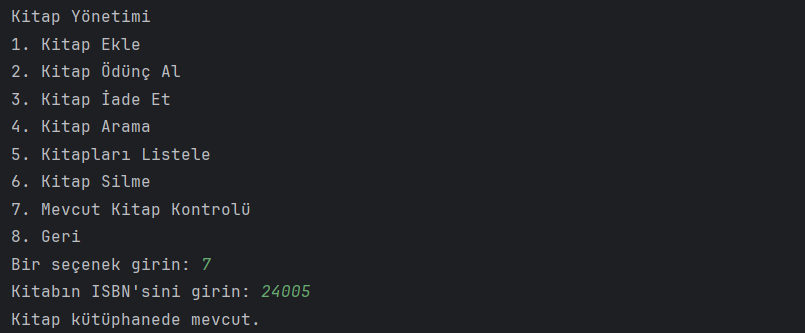 Kitap Yönetimi
1. Kitap Ekle
2. Kitap Ödünç Al
3. Kitap İade Et
4. Kitap Arama
5. Kitapları Listele
6. Kitap Silme
7. Mevcut Kitap Kontrolü
8. Geri
Bir seçenek girin: 7
Kitabın ISBN'sini girin: 24005
Kitap kütüphanede mevcut.